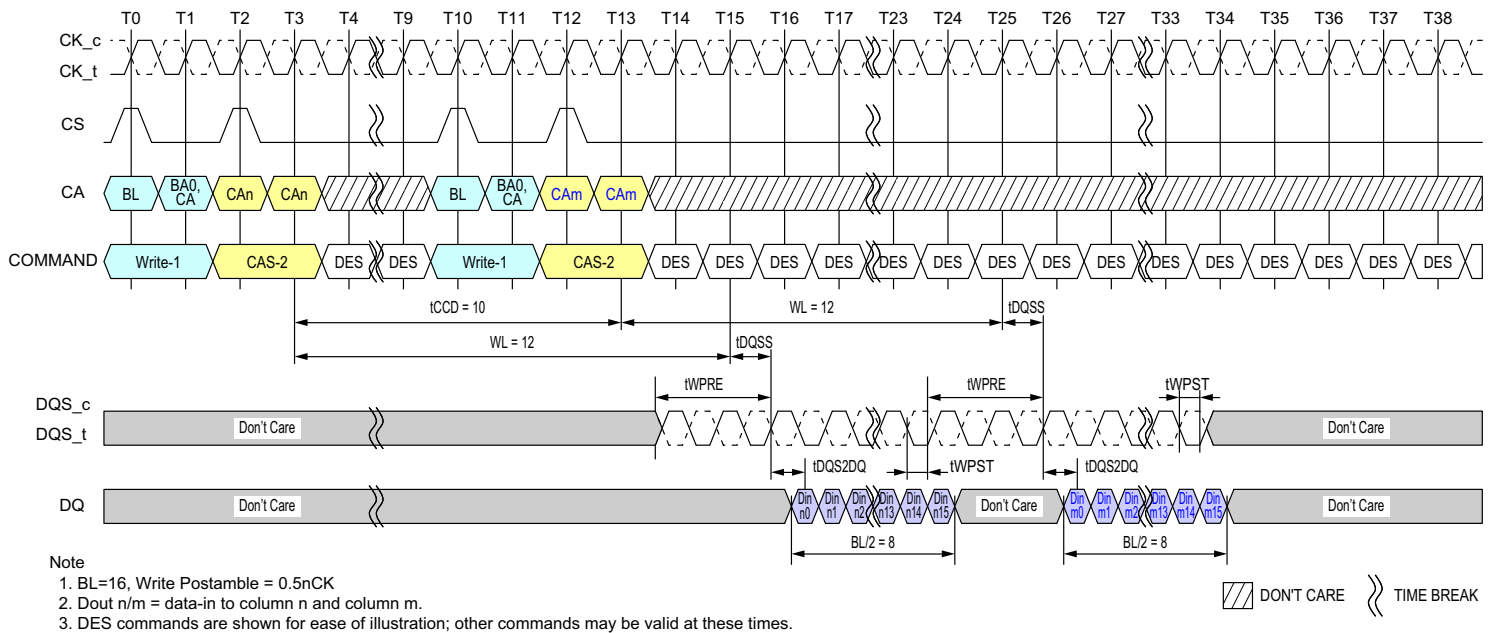 T0 T1 T2 T3 T4 T9 T10 T11 T12 T13 T14 T15 T16 T17 T23 T24 T25 T26 T27 T33 T34 T35 T36 T37 T38
CK_c
CK_t
CS
CA BL BA0, CA CAn CAn BL BA0, CA CAm CAm
COMMAND Write-1 CAS-2 DES DES Write-1 CAS-2 DES DES DES DES DES DES DES DES DES DES DES DES DES DES DES
tCCD = 10 WL = 12 tDQSS
WL = 12 tDQSS
tWPRE tWPRE tWPST
DQS_c
DQS_t
Don't Care Don't Care
tDQS2DQ tWPST tDQS2DQ
DQ Don't Care Din n0 Din n1 Din n2 Din n13 Din n14 Din n15 Don't Care Din m0 Din m1 Din m2 Din m13 Din m14 Din m15 Don't Care
BL/2 = 8 BL/2 = 8
Note
1. BL=16, Write Postamble = 0.5nCK
2. Dout n/m = data-in to column n and column m.
3. DES commands are shown for ease of illustration; other commands may be valid at these times.
DON'T CARE TIME BREAK